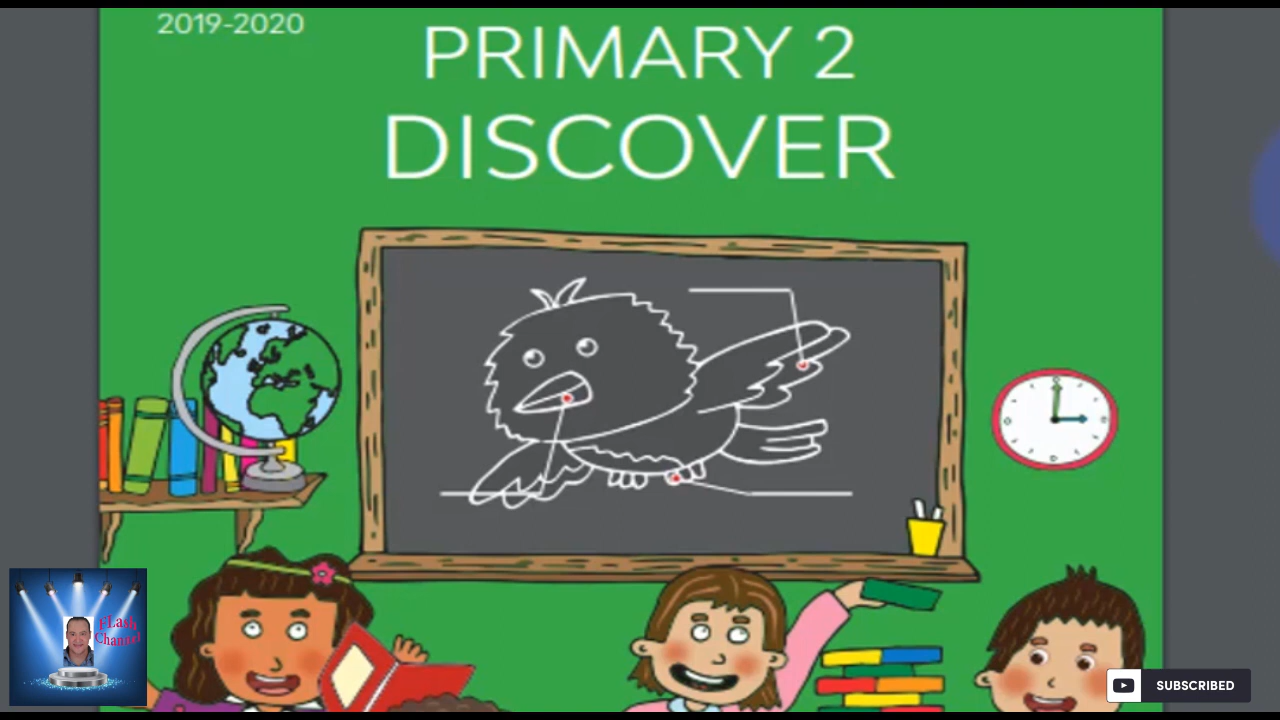 2019-2020
PRIMARY 2
DISCOVER
FLash
Channel
SUBSCRIBED